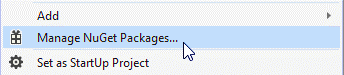 Add
Manage NuGet Packages...
Set as StartUp Project